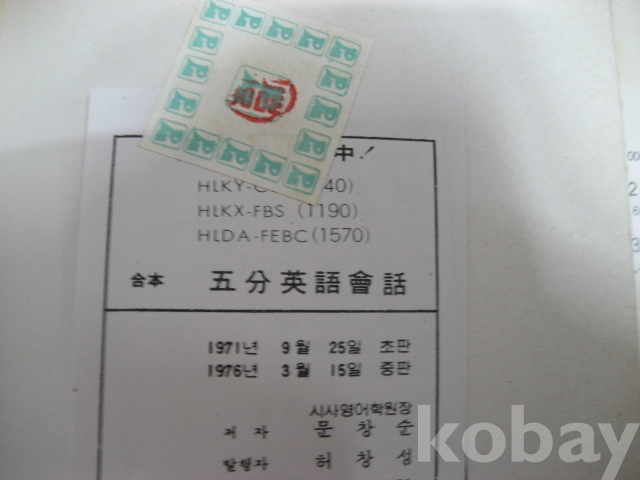 中!
HLKY-C 40)
HLKX-FBS (1190)
HLDA-FEBC(1570)
合本 五分英語會話
1971년 9월 25일 초판
1976년 3월 15일 중판
시사영어학원장
저자 문창순
발행자 허창성
kobay